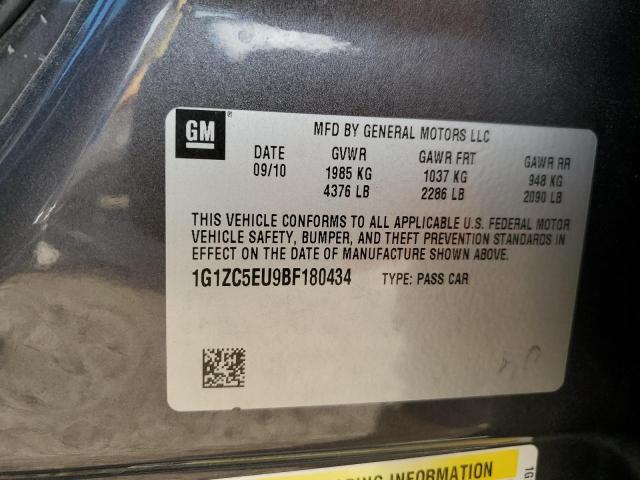 GM
MFD BY GENERAL MOTORS LLC
DATE GVWR GAWR FRT GAWR RR
09/10 1985 KG 1037 KG 948 KG
4376 LB 2286 LB 2090 LB
THIS VEHICLE CONFORMS TO ALL APPLICABLE U.S. FEDERAL MOTOR
VEHICLE SAFETY, BUMPER, AND THEFT PREVENTION STANDARDS IN
EFFECT ON THE DATE OF MANUFACTURE SHOWN ABOVE.
1G1ZC5EU9BF180434 TYPE: PASS CAR
INFORMATION
1G